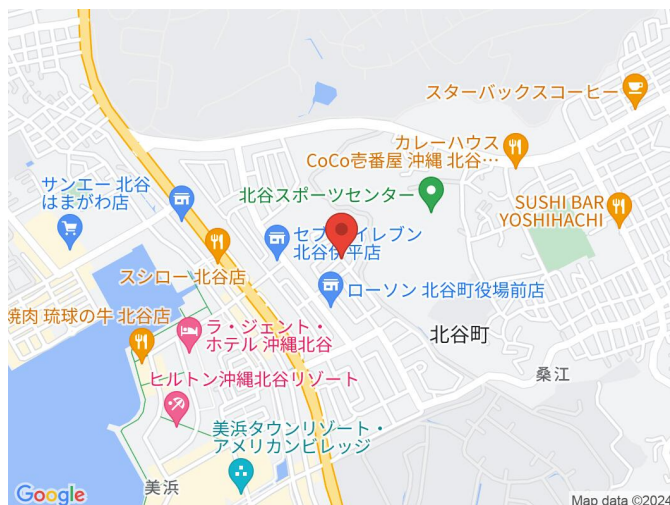 スターバックスコーヒー
カレーハウス
CoCo壱番屋 沖縄 北谷…
サンエー 北谷
はまがわ店
北谷スポーツセンター
SUSHI BAR
YOSHIHACHI
セブン-イレブン
北谷伊平店
スシロー 北谷店
ローソン 北谷町役場前店
焼肉 琉球の牛 北谷店
ラ・ジェント・
ホテル 沖縄北谷
北谷町
桑江
ヒルトン沖縄北谷リゾート
美浜タウンリゾート・
アメリカンビレッジ
美浜
Google
Map data ©2024